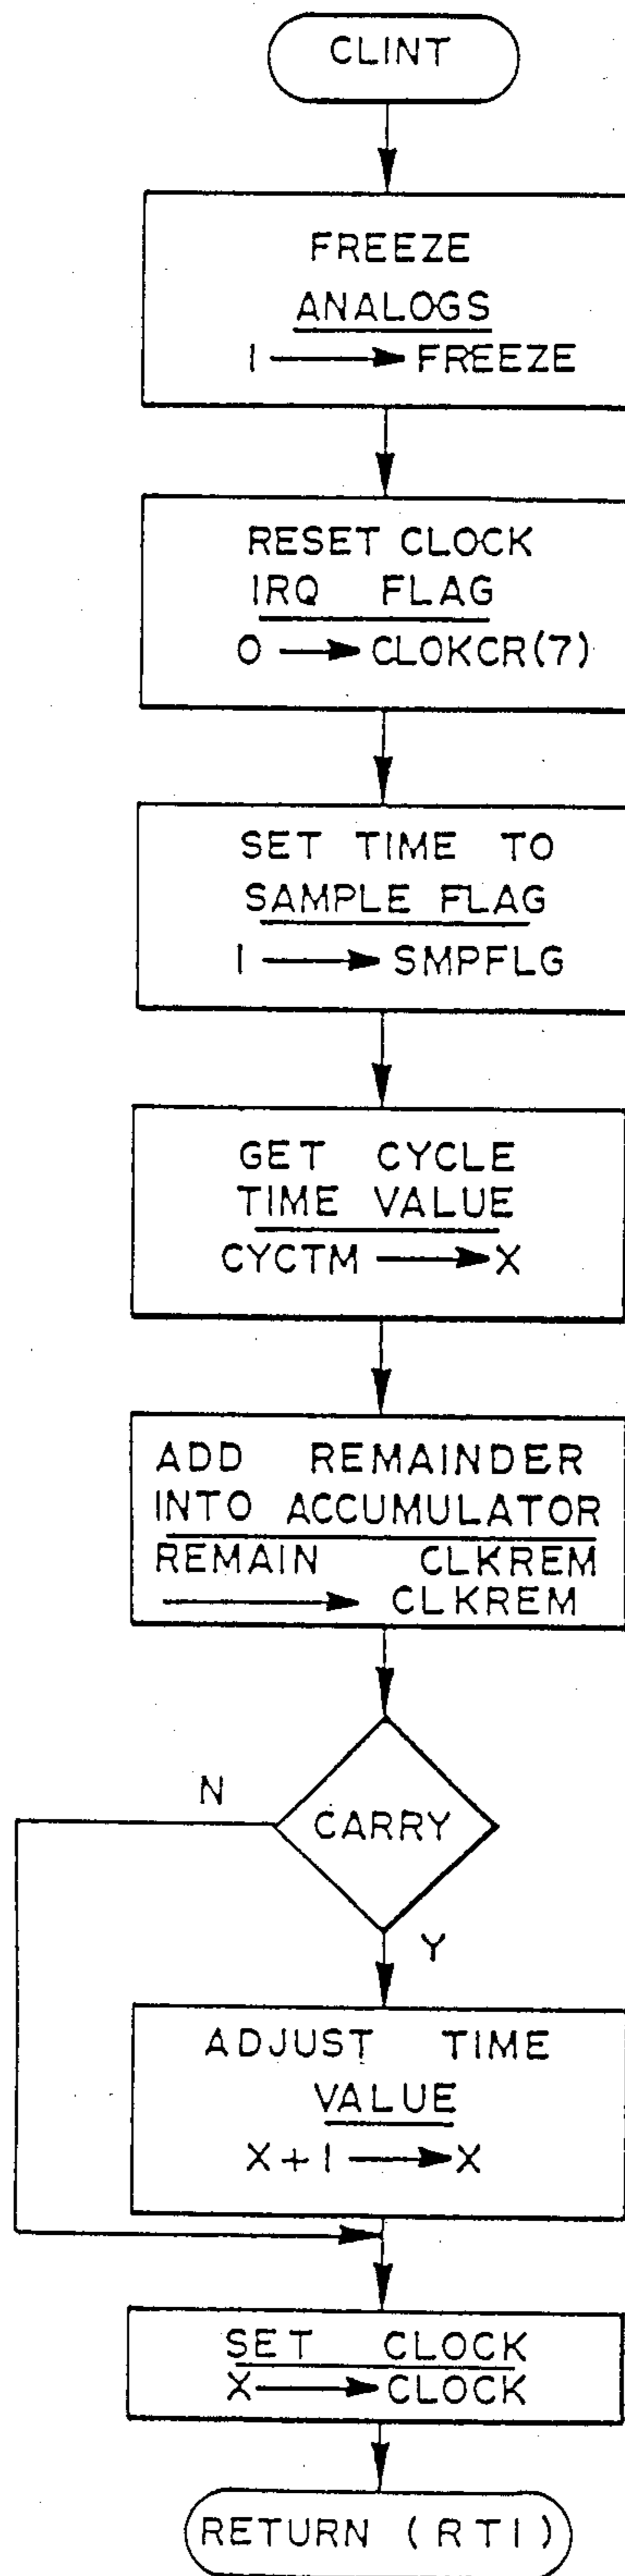 CLINT
FREEZE
ANALOGS
1 → FREEZE
RESET CLOCK
IRQ FLAG
0 → CLOKCR(7)
SET TIME TO
SAMPLE FLAG
1 → SMPFLG
GET CYCLE
TIME VALUE
CYCTM → X
ADD REMAINDER
INTO ACCUMULATOR
REMAIN CLKREM
→ CLKREM
CARRY
N
Y
ADJUST TIME
VALUE
X+1 → X
SET CLOCK
X → CLOCK
RETURN (RTI)